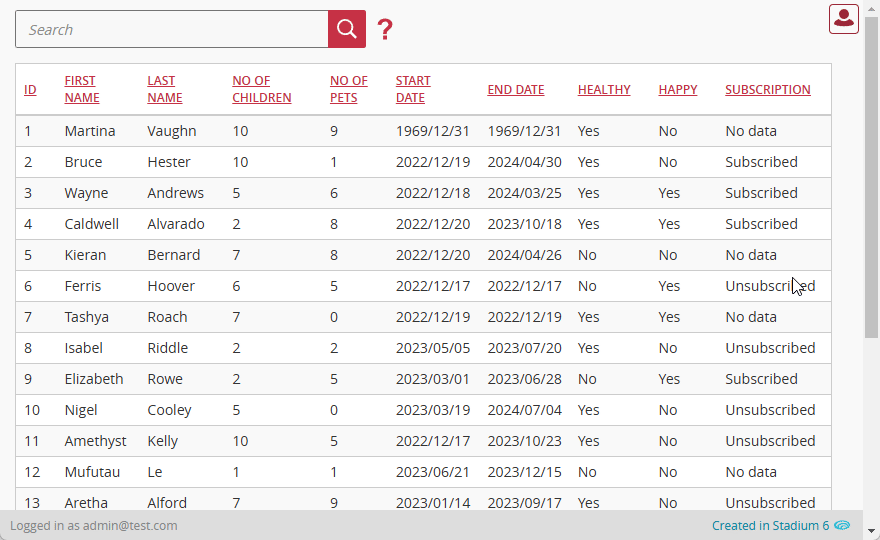 Search ?
ID FIRST NAME LAST NAME NO OF CHILDREN NO OF PETS START DATE END DATE HEALTHY HAPPY SUBSCRIPTION
1 Martina Vaughn 10 9 1969/12/31 1969/12/31 Yes No No data
2 Bruce Hester 10 1 2022/12/19 2024/04/30 Yes No Subscribed
3 Wayne Andrews 5 6 2022/12/18 2024/03/25 Yes Yes Subscribed
4 Caldwell Alvarado 2 8 2022/12/20 2023/10/18 Yes Yes Subscribed
5 Kieran Bernard 7 8 2022/12/20 2024/04/26 No No No data
6 Ferris Hoover 6 5 2022/12/17 2022/12/17 No Yes Unsubscribed
7 Tashya Roach 7 0 2022/12/19 2022/12/19 Yes Yes No data
8 Isabel Riddle 2 2 2023/05/05 2023/07/20 Yes No Unsubscribed
9 Elizabeth Rowe 2 5 2023/03/01 2023/06/28 No Yes Subscribed
10 Nigel Cooley 5 0 2023/03/19 2024/07/04 Yes No Unsubscribed
11 Amethyst Kelly 10 5 2022/12/17 2023/10/23 Yes No Unsubscribed
12 Mufutau Le 1 1 2023/06/21 2023/12/15 No No No data
13 Aretha Alford 7 9 2023/01/14 2023/09/17 Yes No Unsubscribed
Logged in as admin@test.com Created in Stadium 6